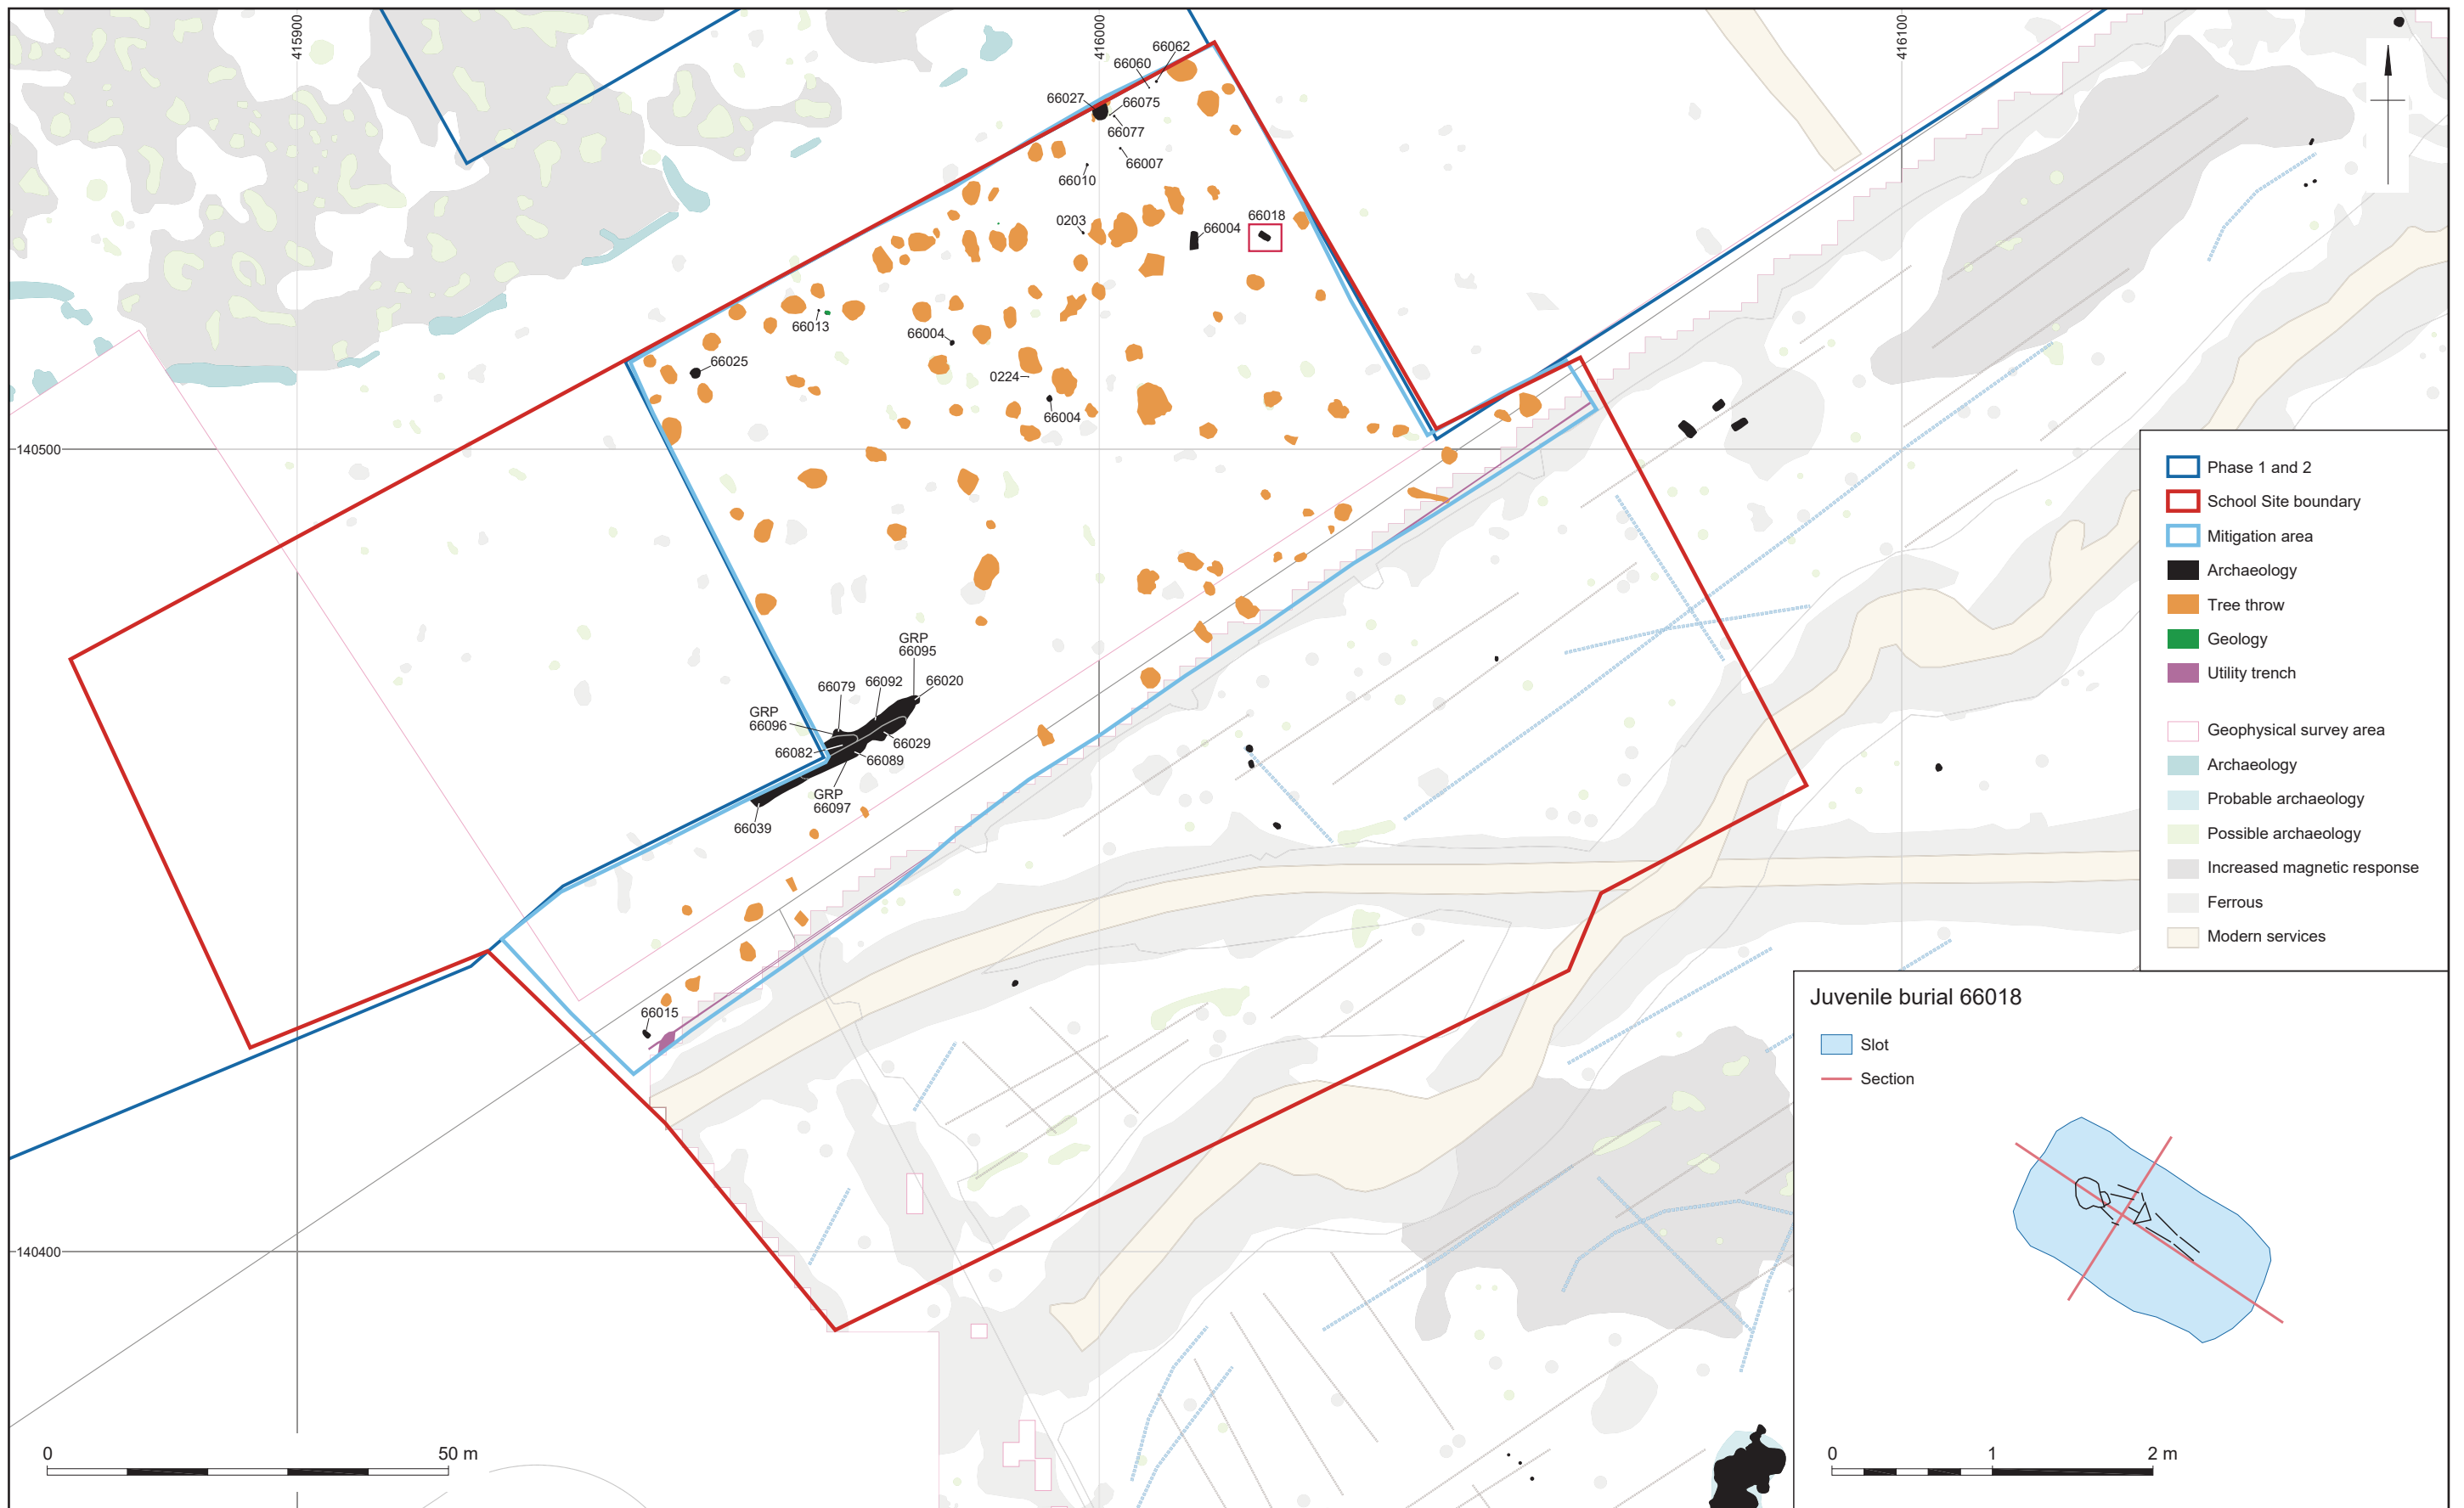 415900
416000
416100
66062
66060
66027
66075
66077
66007
66010
0203
66018
66004
66013
66004
66025
0224
66004
140500
GRP
66095
66079
66092
66020
GRP
66096
66029
66082
66089
GRP
66097
66039
66015
140400
0
50 m
Phase 1 and 2
School Site boundary
Mitigation area
Archaeology
Tree throw
Geology
Utility trench
Geophysical survey area
Archaeology
Probable archaeology
Possible archaeology
Increased magnetic response
Ferrous
Modern services
Juvenile burial 66018
Slot
Section
0
1
2 m